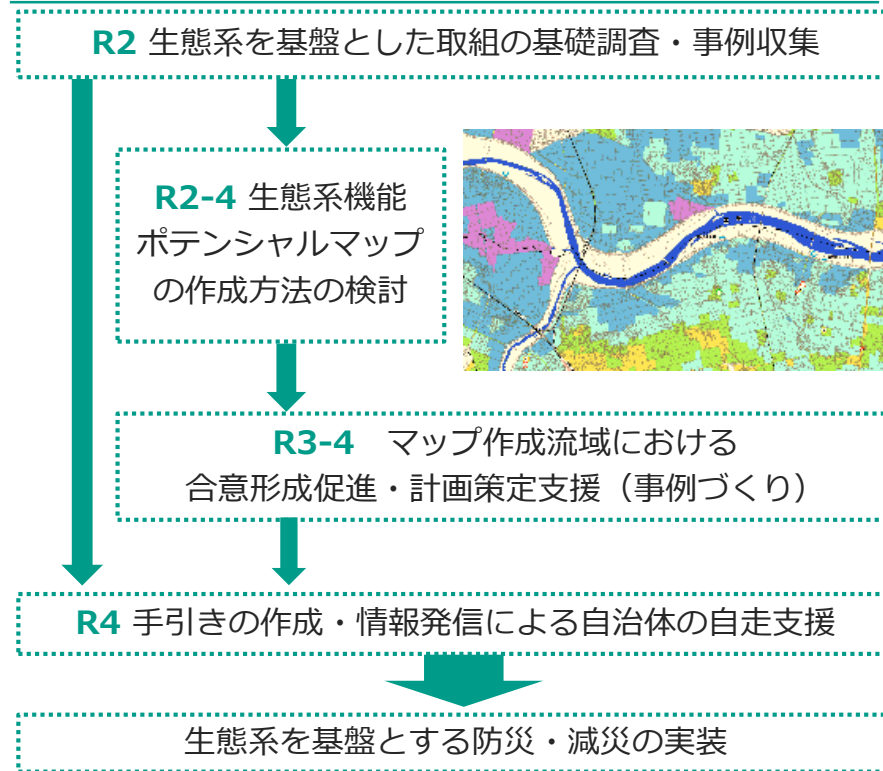 R2 生態系を基盤とした取組の基礎調査・事例収集
R2-4 生態系機能
ポテンシャルマップ
の作成方法の検討
R3-4　マップ作成流域における
合意形成促進・計画策定支援（事例づくり）
R4 手引きの作成・情報発信による自治体の自走支援
生態系を基盤とする防災・減災の実装